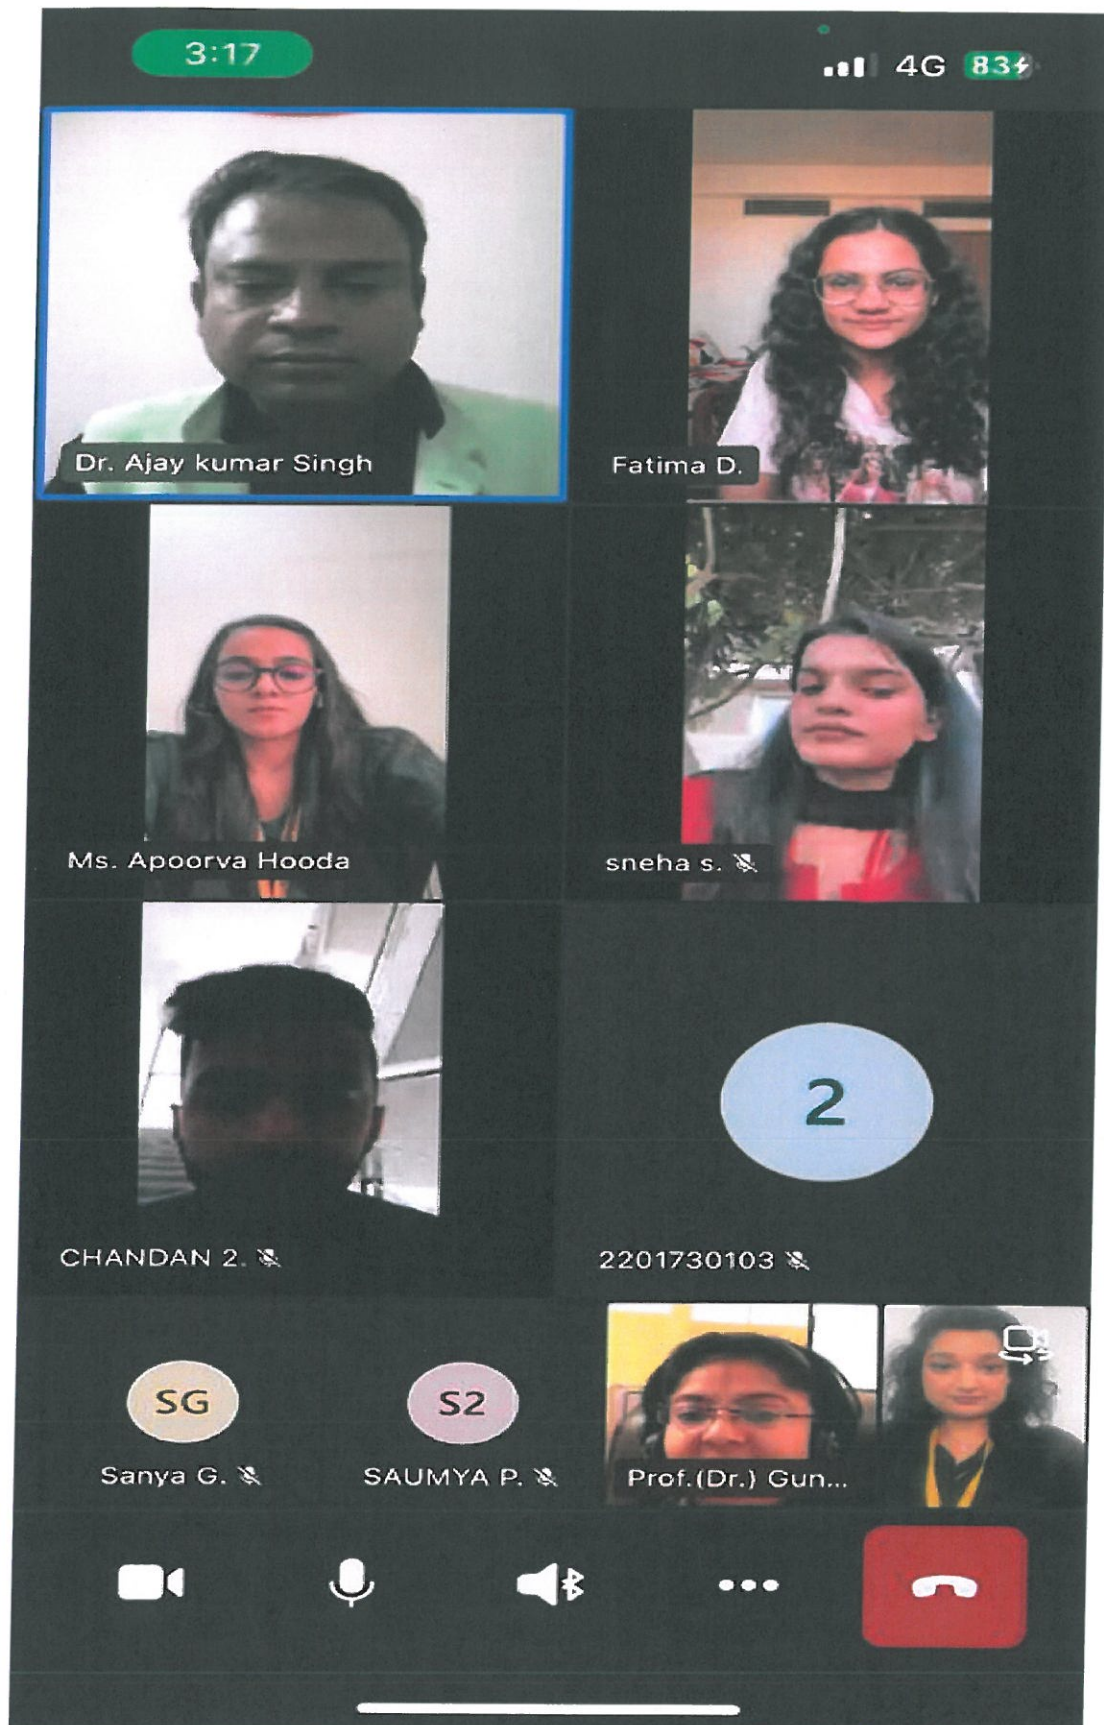 3:17
4G 83
Dr. Ajay kumar Singh
Fatima D.
Ms. Apoorva Hooda
sneha s.
CHANDAN 2.
2
2201730103
SG
Sanya G.
S2
SAUMYA P.
Prof.(Dr.) Gun...